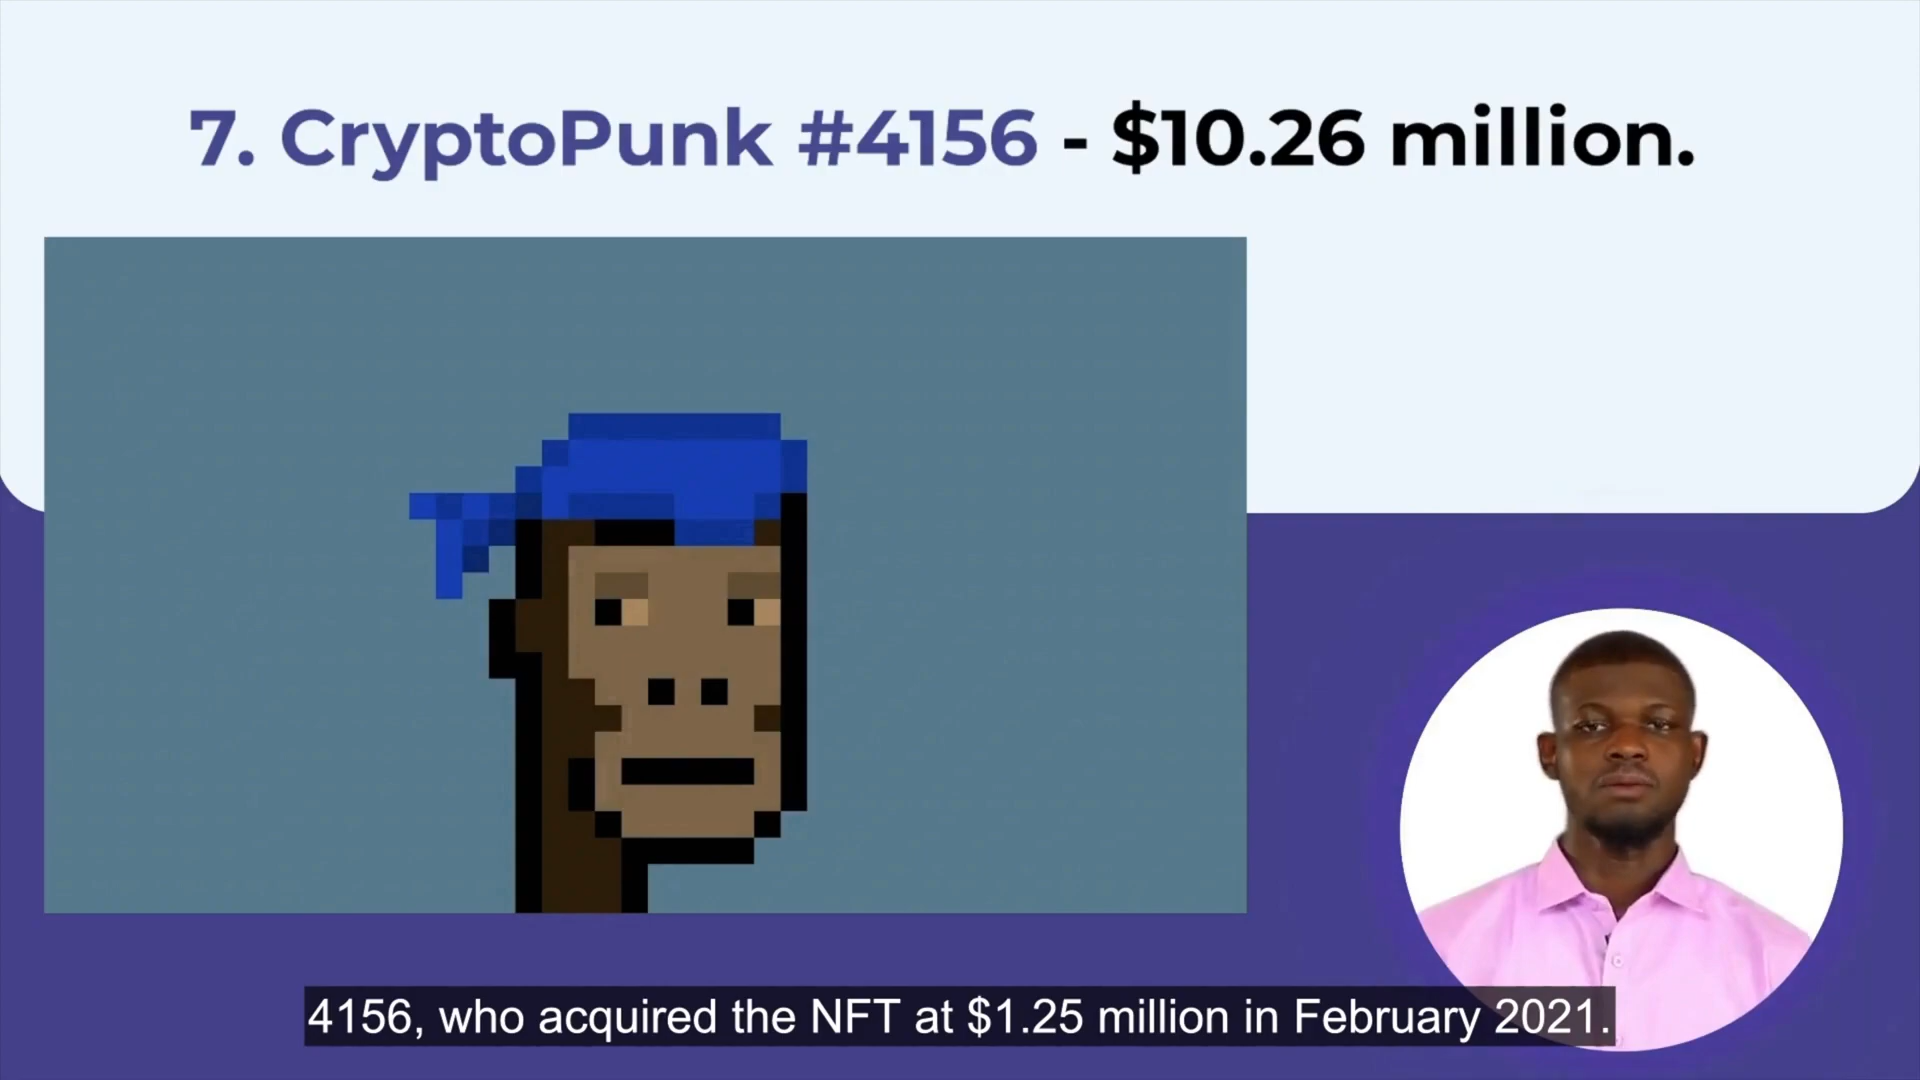 7. CryptoPunk #4156 - $10.26 million.
4156, who acquired the NFT at $1.25 million in February 2021.